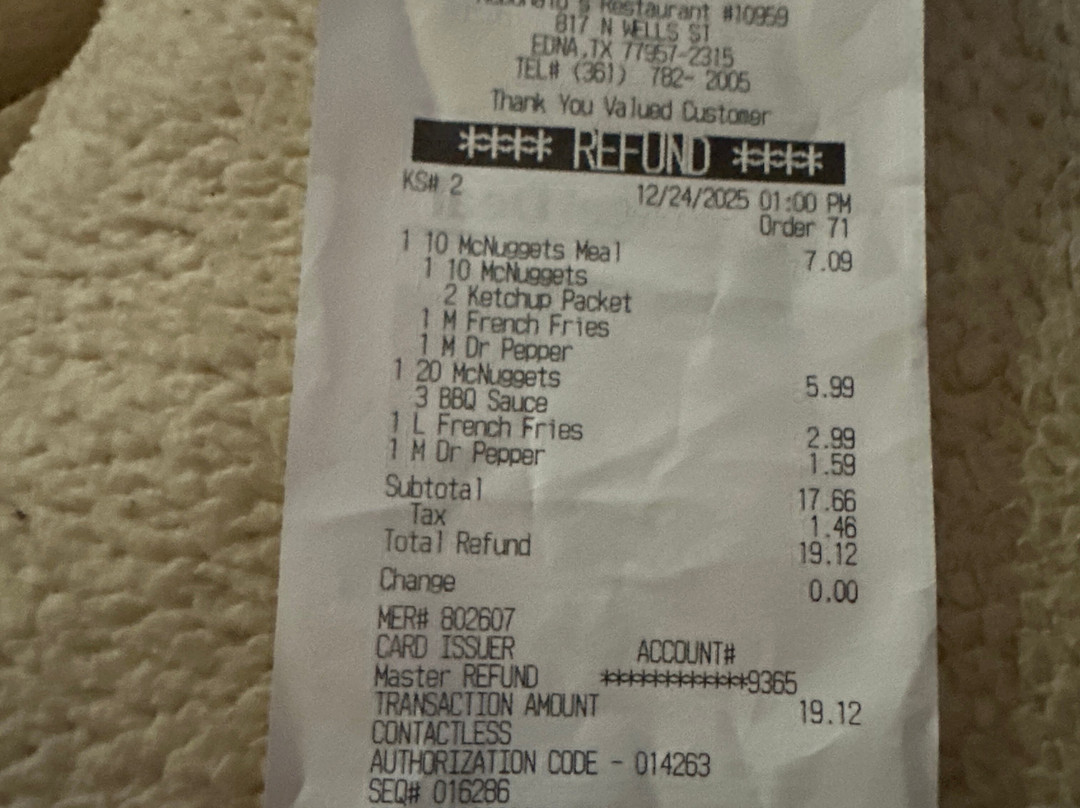 Restaurant #10959
817 N WELLS ST
EDNA,TX 77957-2315
TEL# (361) 782- 2005
Thank You Valued Customer
**** REFUND ****
KS# 2 12/24/2025 01:00 PM
Order 71
1 10 McNuggets Meal 7.09
1 10 McNuggets
2 Ketchup Packet
1 M French Fries
1 M Dr Pepper
1 20 McNuggets 5.99
3 BBQ Sauce
1 L French Fries 2.99
1 M Dr Pepper 1.59
Subtotal 17.66
Tax 1.46
Total Refund 19.12
Change 0.00
MER# 802607
CARD ISSUER ACCOUNT#
Master REFUND ************9365
TRANSACTION AMOUNT 19.12
CONTACTLESS
AUTHORIZATION CODE - 014263
SEQ# 016286